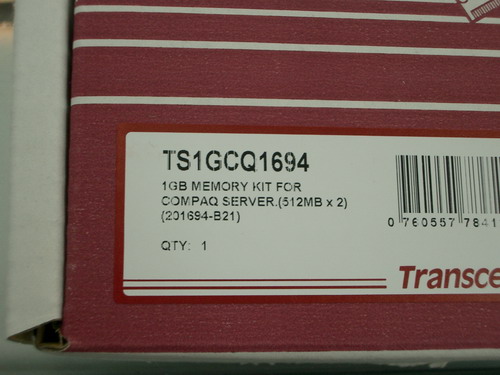 TS1GCQ1694
1GB MEMORY KIT FOR
COMPAQ SERVER.(512MB x 2)
(201694-B21)
QTY: 1
0 760557 7841
Transce